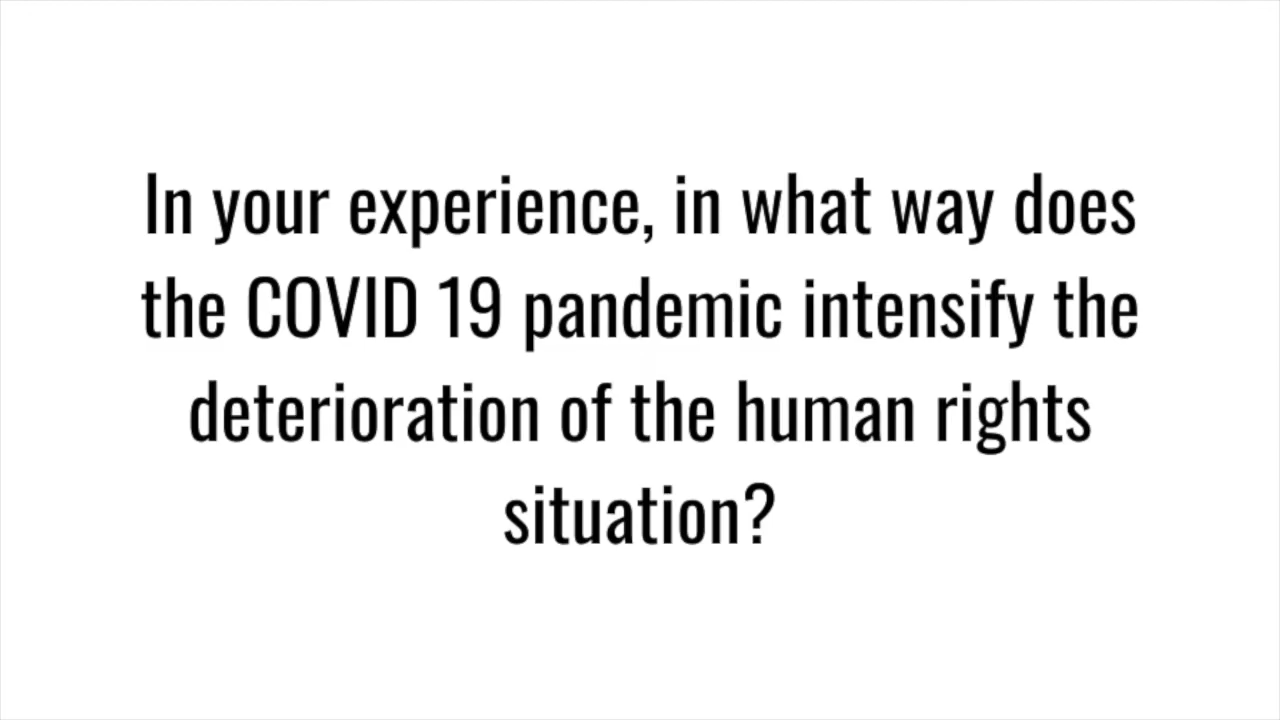 In your experience, in what way does
the COVID 19 pandemic intensify the
deterioration of the human rights
situation?